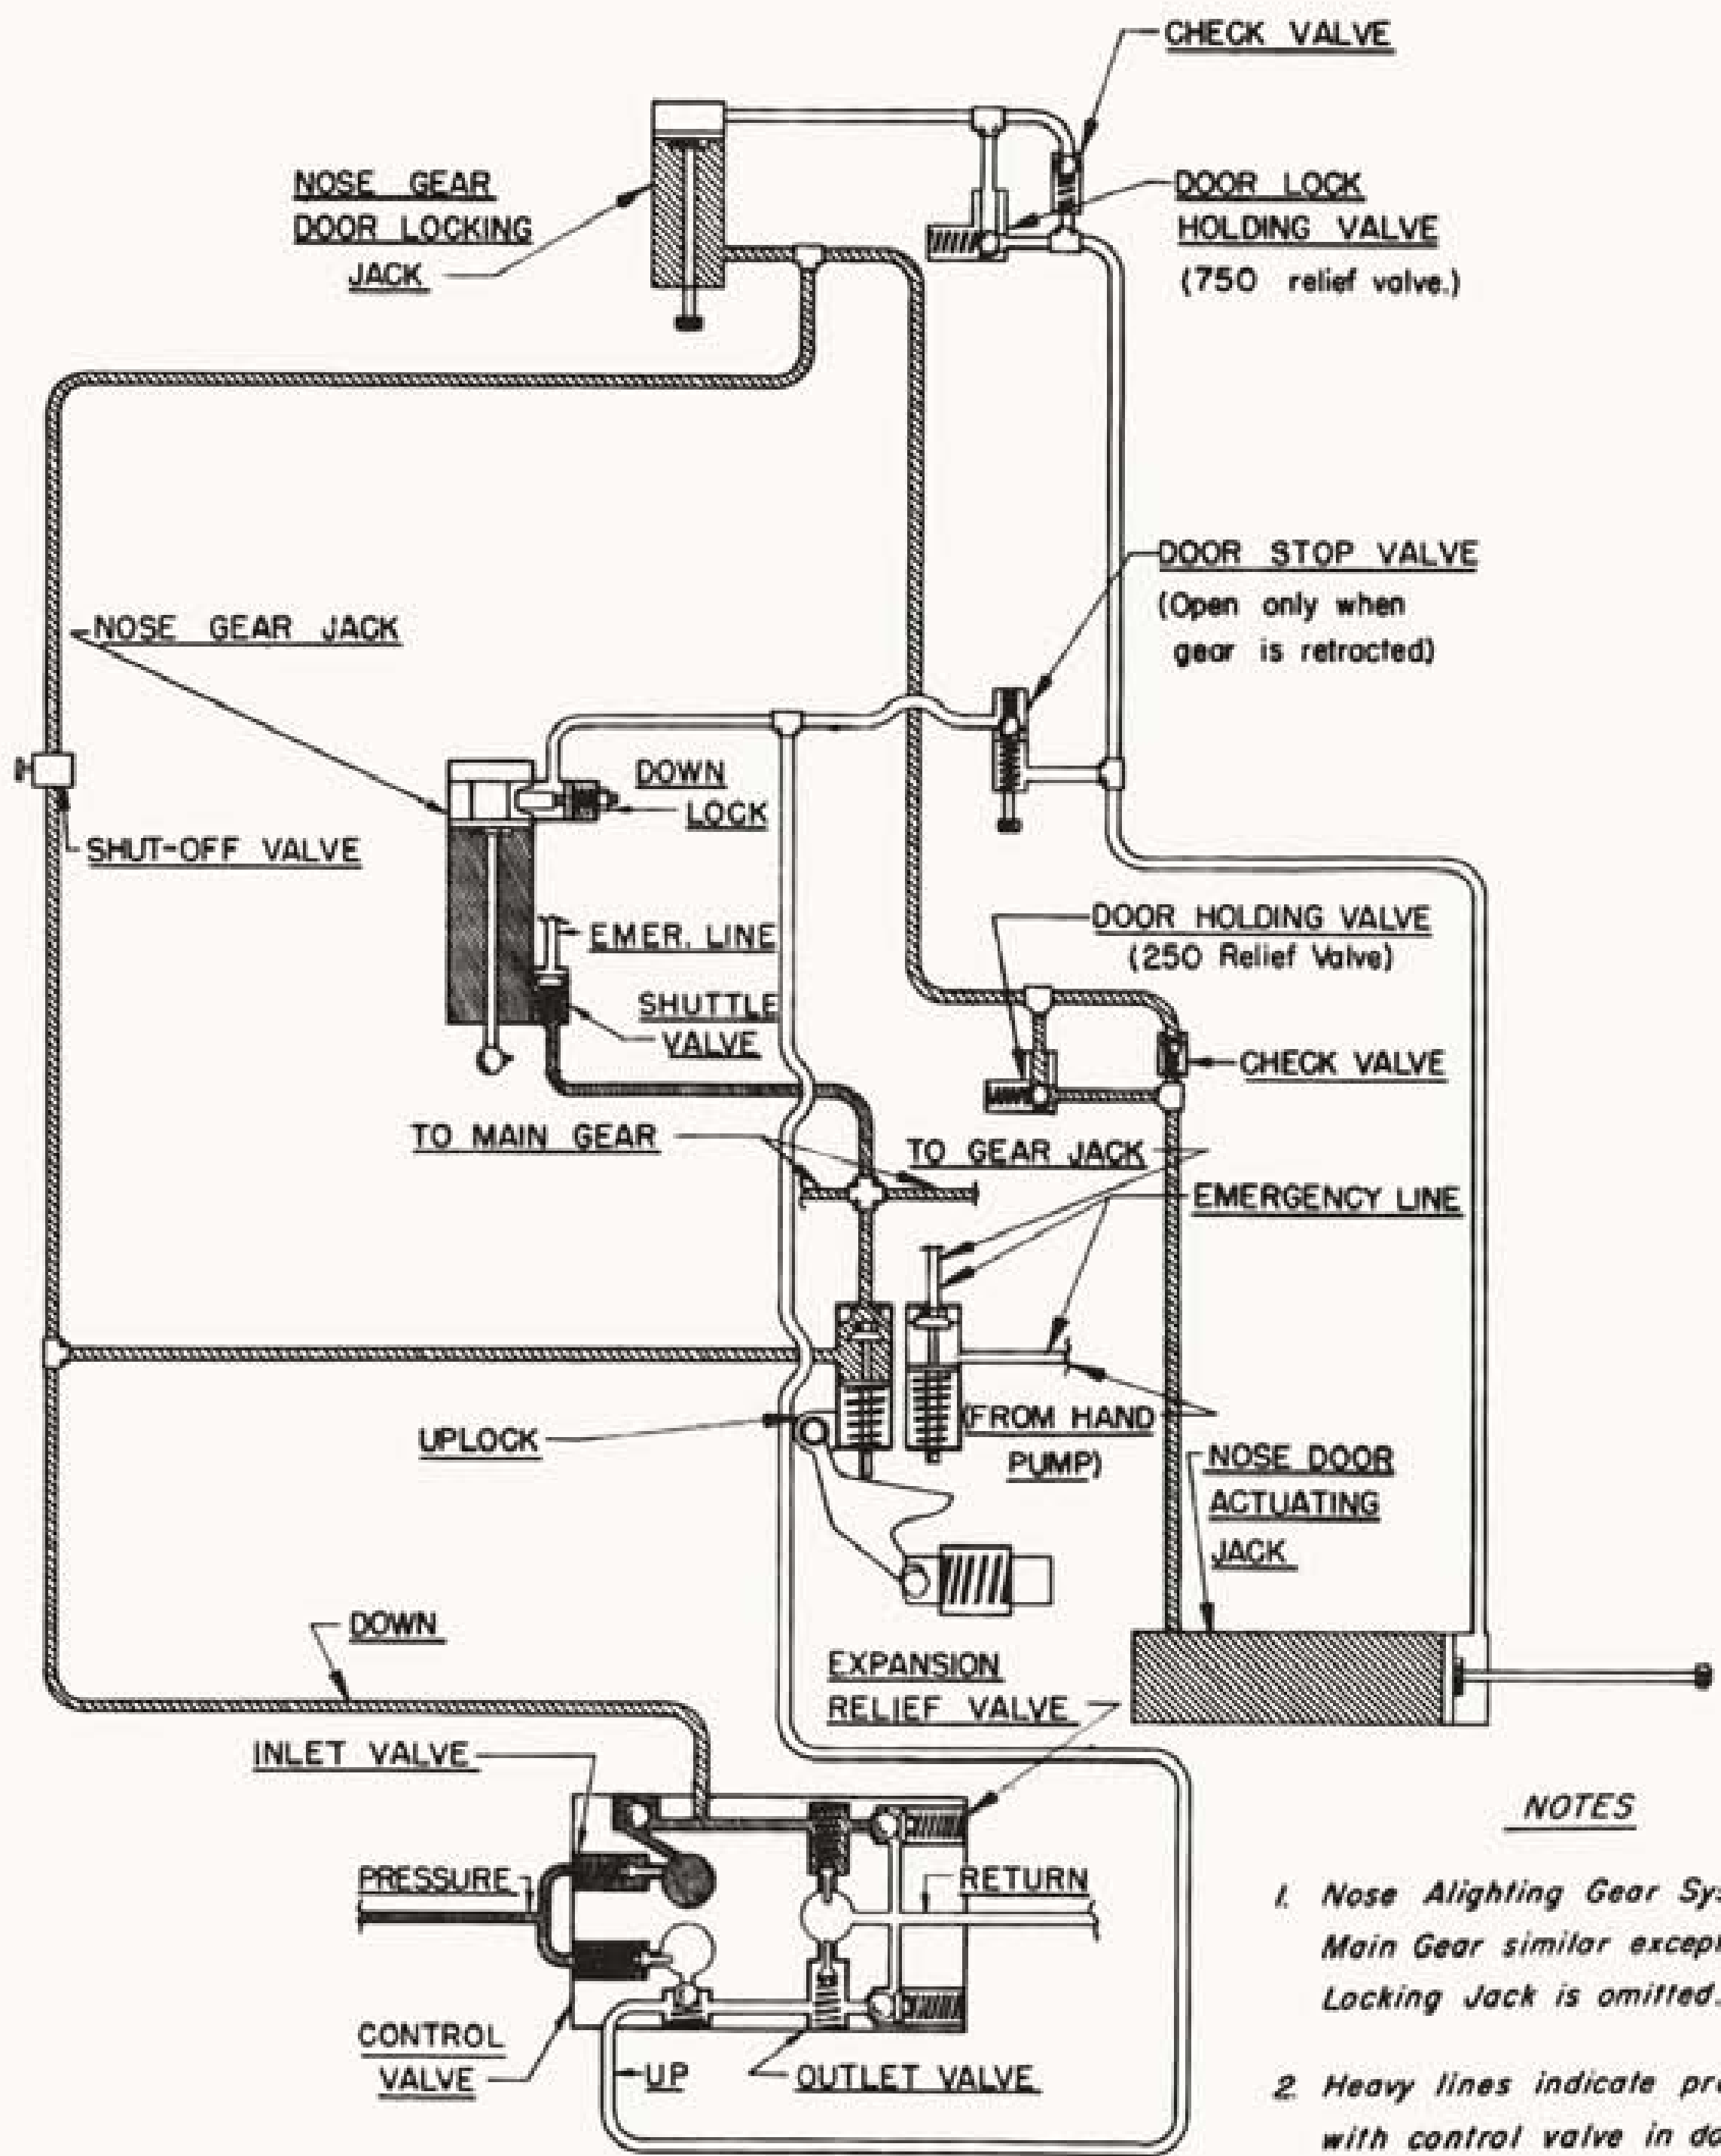 CHECK VALVE
NOSE GEAR
DOOR LOCKING
JACK
DOOR LOCK
HOLDING VALVE
(750 relief valve.)
DOOR STOP VALVE
(Open only when
gear is retracted)
NOSE GEAR JACK
DOWN
LOCK
SHUT-OFF VALVE
DOOR HOLDING VALVE
(250 Relief Valve)
EMER. LINE
SHUTTLE
VALVE
CHECK VALVE
TO MAIN GEAR
TO GEAR JACK
EMERGENCY LINE
UPLOCK
(FROM HAND
PUMP)
NOSE DOOR
ACTUATING
JACK
DOWN
EXPANSION
RELIEF VALVE
INLET VALVE
PRESSURE
RETURN
CONTROL
VALVE
UP
OUTLET VALVE
NOTES
1. Nose Alighting Gear Sys
Main Gear similar except
Locking Jack is omitted.
2. Heavy lines indicate pre
with control valve in do